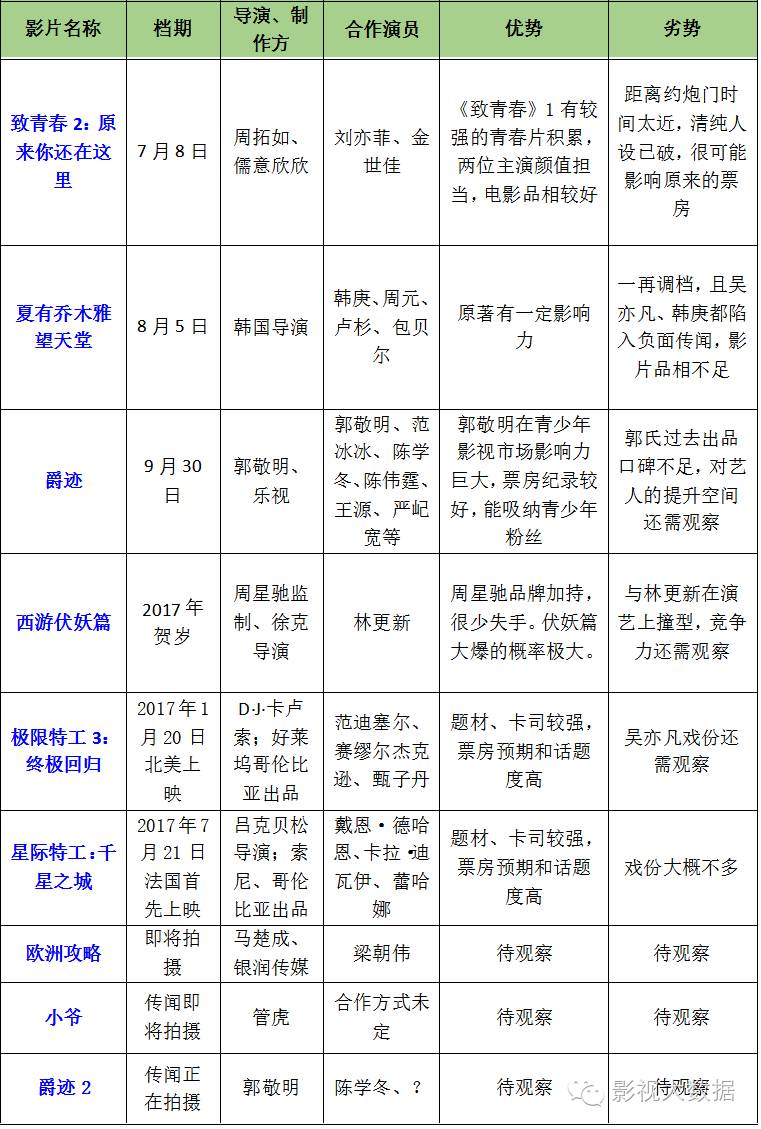 影片名称
档期
导演、制
作方
合作演员
优势
劣势
致青春 2：原
来你还在这
里
7 月 8 日
周拓如、
儒意欣欣
刘亦菲、金
世佳
《致青春》1 有较
强的青春片积累，
两位主演颜值担
当，电影品相较好
距离约炮门时
间太近，清纯人
设已破，很可能
影响原来的票
房
夏有乔木雅
望天堂
8 月 5 日
韩国导演
韩庚、周元、
卢杉、包贝
尔
原著有一定影响
力
一再调档，且吴
亦凡、韩庚都陷
入负面传闻，影
片品相不足
爵迹
9 月 30
日
郭敬明、
乐视
郭敬明、范
冰冰、陈学
冬、陈伟霆、
王源、严屺
宽等
郭敬明在青少年
影视市场影响力
巨大，票房纪录较
好，能吸纳青少年
粉丝
郭氏过去出品
口碑不足，对艺
人的提升空间
还需观察
西游伏妖篇
2017 年
贺岁
周星驰监
制、徐克
导演
林更新
周星驰品牌加持，
很少失手。伏妖篇
大爆的概率极大。
与林更新在演
艺上撞型，竞争
力还需观察
极限特工 3：
终极回归
2017 年 1
月 20 日
北美上
映
D·J·卡卢
索；好莱
坞哥伦比
亚出品
范迪塞尔、
赛缪尔杰克
逊、甄子丹
题材、卡司较强，
票房预期和话题
度高
吴亦凡戏份还
需观察
星际特工：千
星之城
2017 年 7
月 21 日
法国首
先上映
吕克贝松
导演；索
尼、哥伦
比亚出品
戴恩·德哈
恩、卡拉·迪
瓦伊、蕾哈
娜
题材、卡司较强，
票房预期和话题
度高
戏份大概不多
欧洲攻略
即将拍
摄
马楚成、
银润传媒
梁朝伟
待观察
待观察
小爷
传闻即
将拍摄
管虎
合作方式未
定
待观察
待观察
爵迹 2
传闻正
在拍摄
郭敬明
陈学冬、？
待观察
待观察
影视大数据